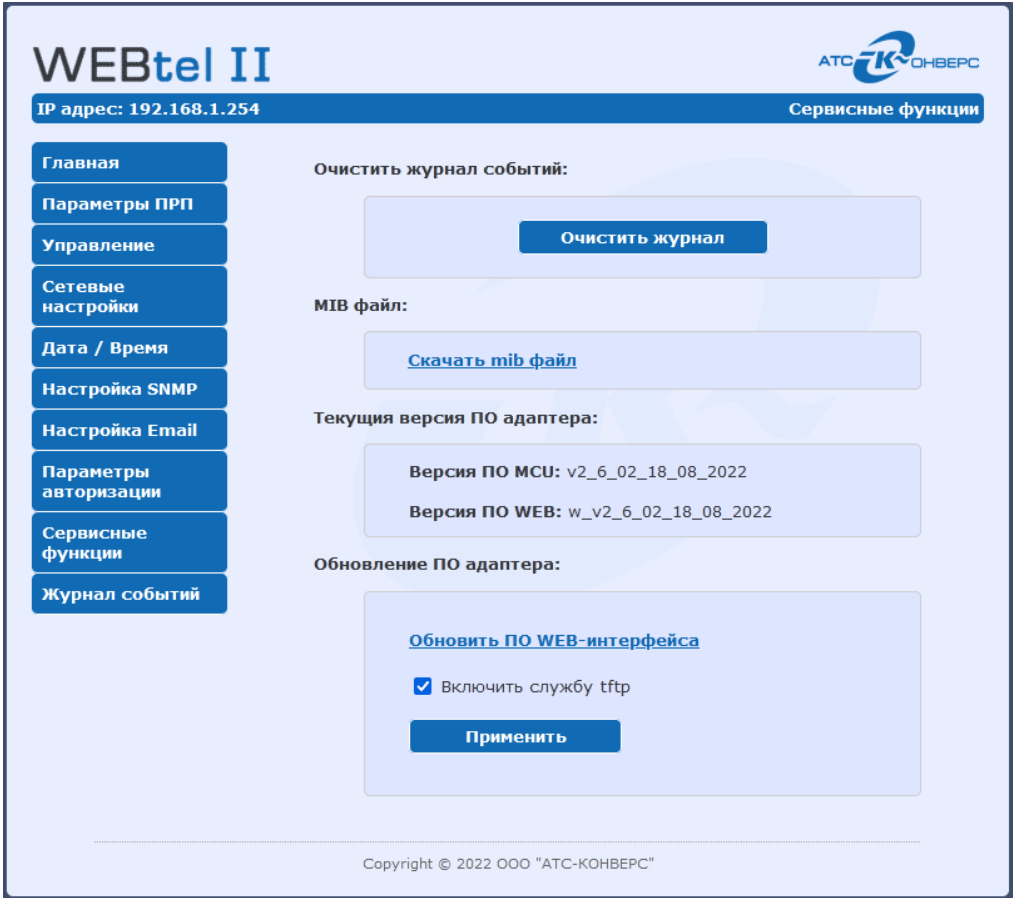 WEBtel II
АТС К ОНВЕРС
IP адрес: 192.168.1.254
Сервисные функции
Главная
Параметры ПРП
Управление
Сетевые
настройки
Дата / Время
Настройка SNMP
Настройка Email
Параметры
авторизации
Сервисные
функции
Журнал событий
Очистить журнал событий:
Очистить журнал
MIB файл:
Скачать mib файл
Текущия версия ПО адаптера:
Версия ПО MCU: v2_6_02_18_08_2022
Версия ПО WEB: w_v2_6_02_18_08_2022
Обновление ПО адаптера:
Обновить ПО WEB-интерфейса
Включить службу tftp
Применить
Copyright © 2022 ООО "АТС-КОНВЕРС"